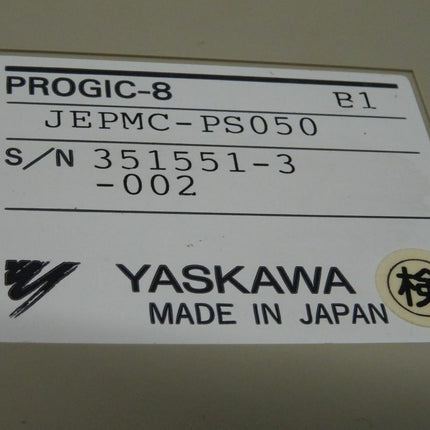 PROGIC-8 B1
JEPMC-PS050
S/N 351551-3
-002
YASKAWA
MADE IN JAPAN
検